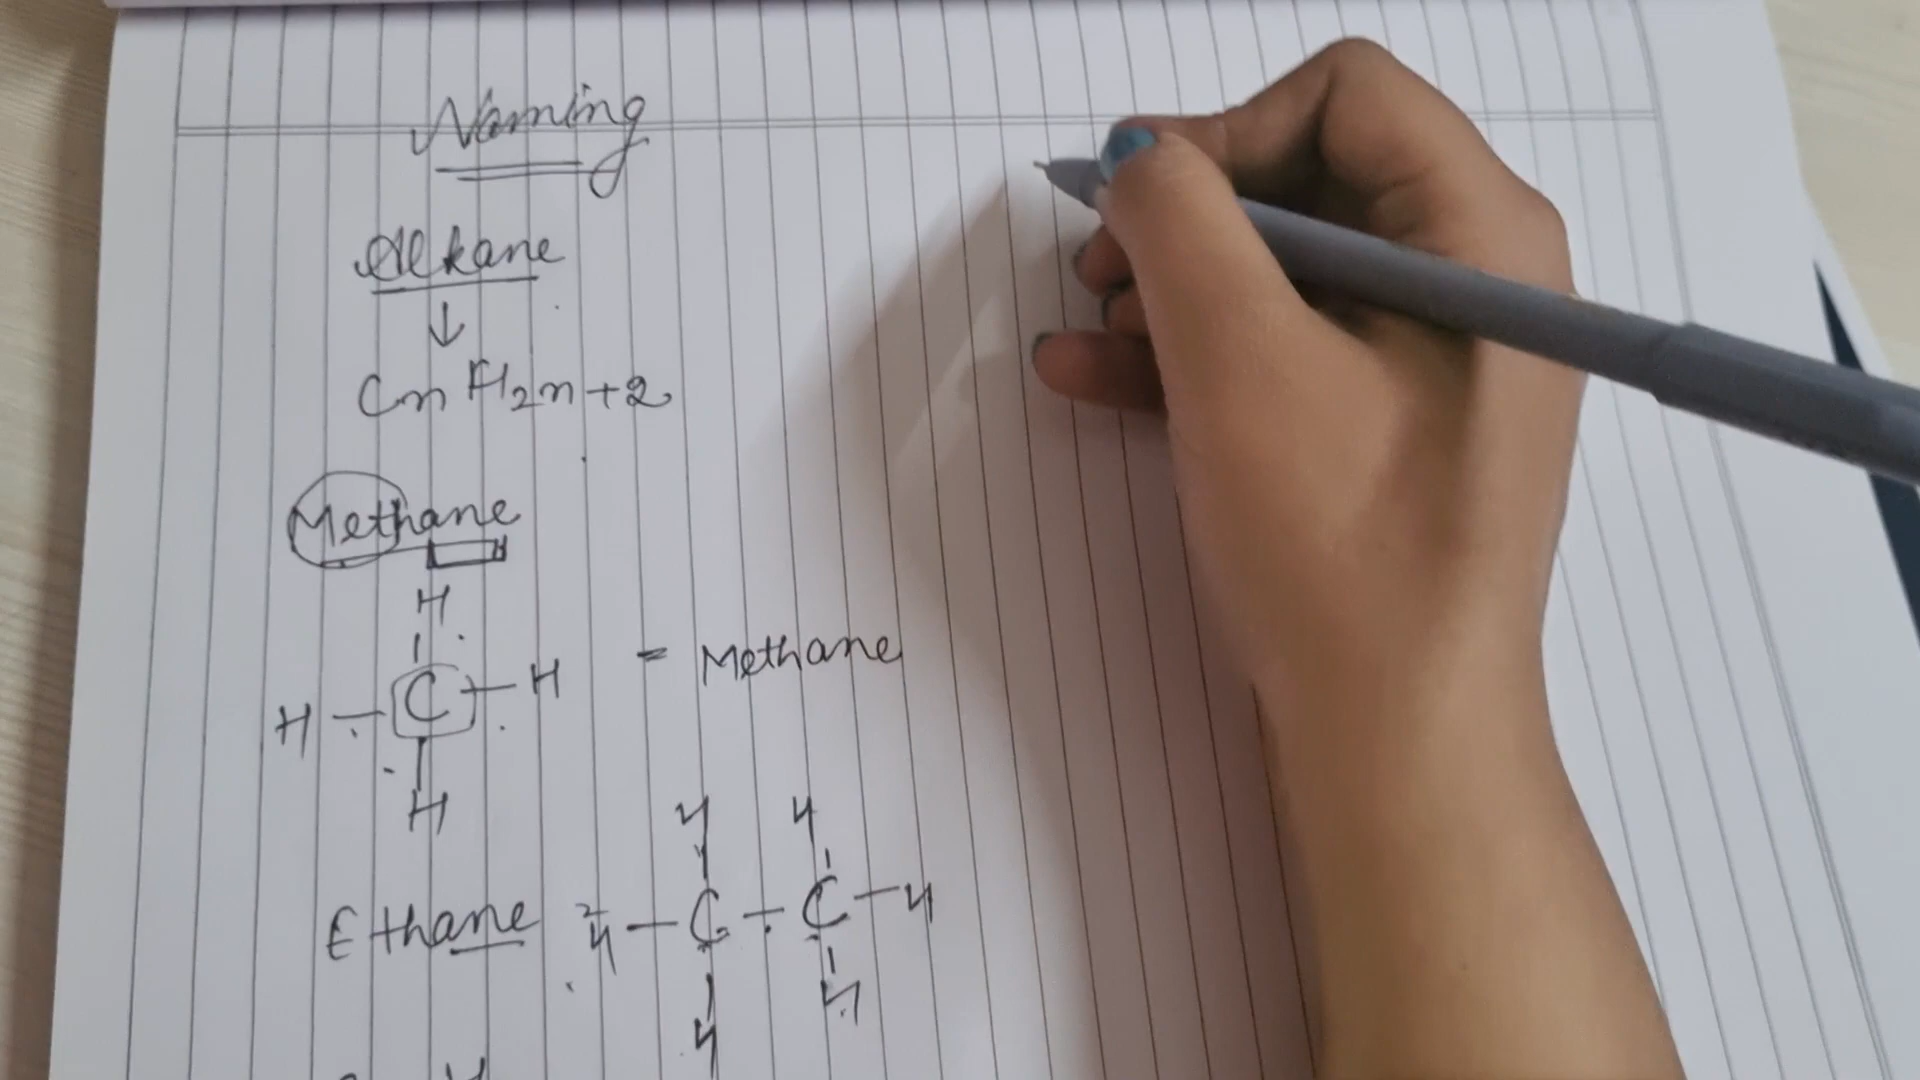 Naming
Alkane
↓
CnH2n+2
Methane
H
H - C - H = Methane
H
H H
Ethane H - C - C - H
H H
H